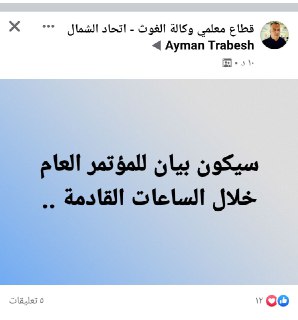 قطاع معلمي وكالة الغوث - اتحاد الشمال
Ayman Trabesh ◀
١٠ د •
سيكون بيان للمؤتمر العام
خلال الساعات القادمة ..
١٢
٥ تعليقات